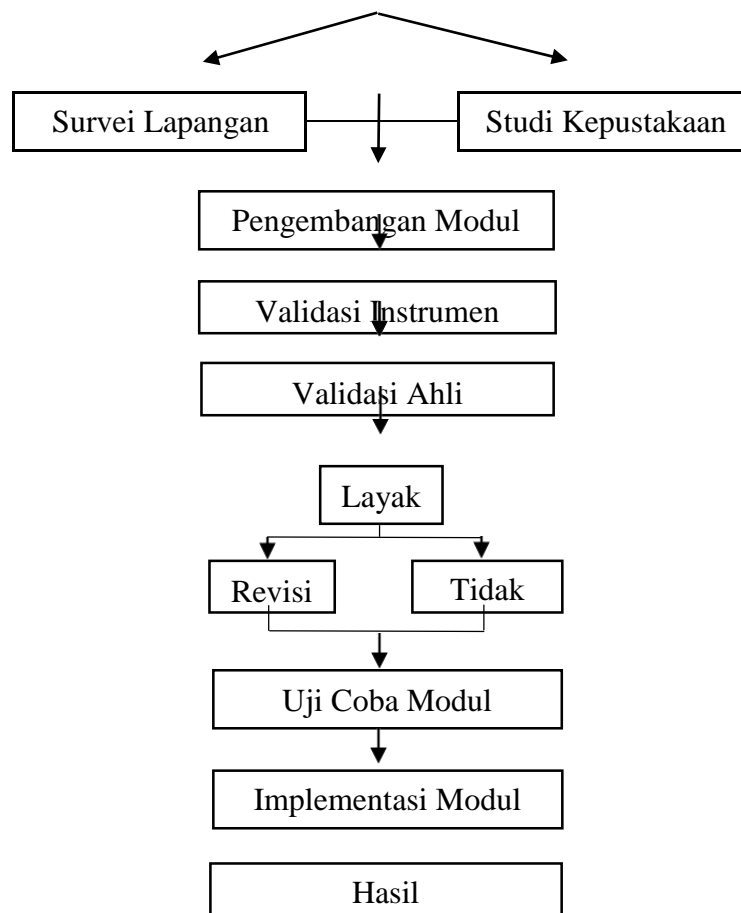 Survei Lapangan
Studi Kepustakaan
Pengembangan Modul
Validasi Instrumen
Validasi Ahli
Layak
Revisi
Tidak
Uji Coba Modul
Implementasi Modul
Hasil